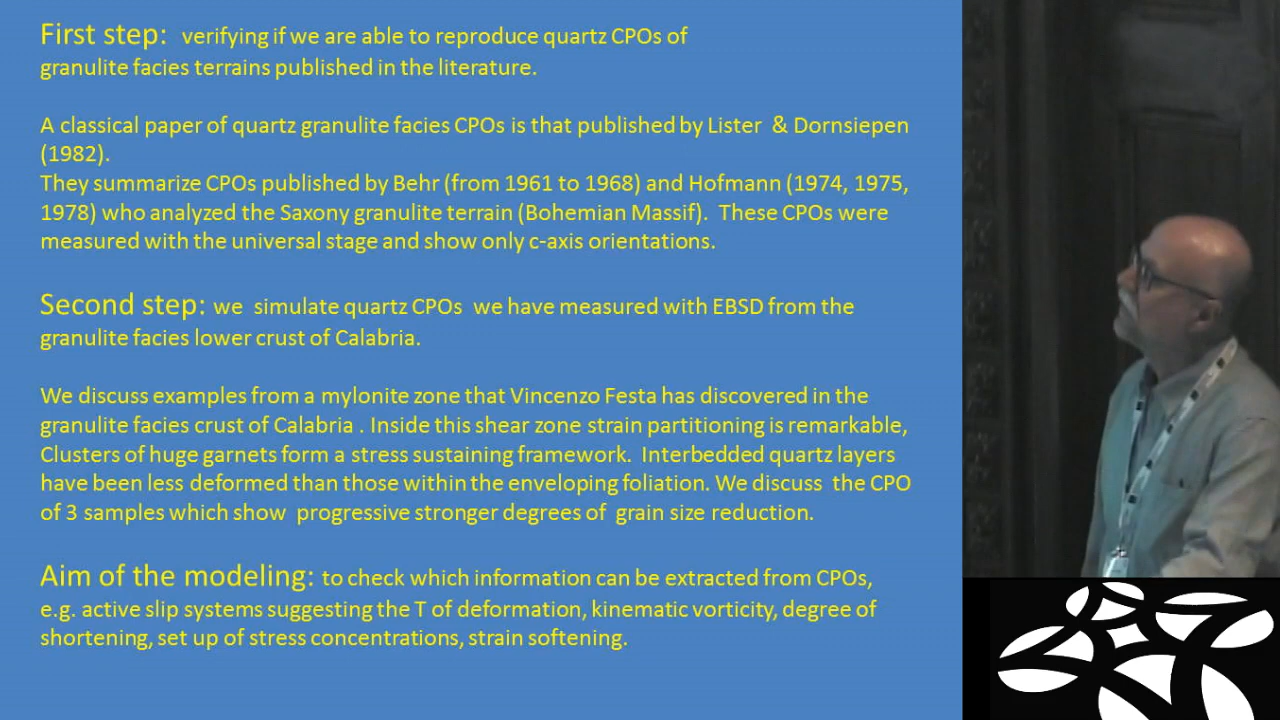 First step: verifying if we are able to reproduce quartz CPOs of
granulite facies terrains published in the literature.
A classical paper of quartz granulite facies CPOs is that published by Lister & Dornsiepen
(1982).
They summarize CPOs published by Behr (from 1961 to 1968) and Hofmann (1974, 1975,
1978) who analyzed the Saxony granulite terrain (Bohemian Massif). These CPOs were
measured with the universal stage and show only c-axis orientations.
Second step: we simulate quartz CPOs we have measured with EBSD from the
granulite facies lower crust of Calabria.
We discuss examples from a mylonite zone that Vincenzo Festa has discovered in the
granulite facies crust of Calabria . Inside this shear zone strain partitioning is remarkable,
Clusters of huge garnets form a stress sustaining framework. Interbedded quartz layers
have been less deformed than those within the enveloping foliation. We discuss the CPO
of 3 samples which show progressive stronger degrees of grain size reduction.
Aim of the modeling: to check which information can be extracted from CPOs,
e.g. active slip systems suggesting the T of deformation, kinematic vorticity, degree of
shortening, set up of stress concentrations, strain softening.